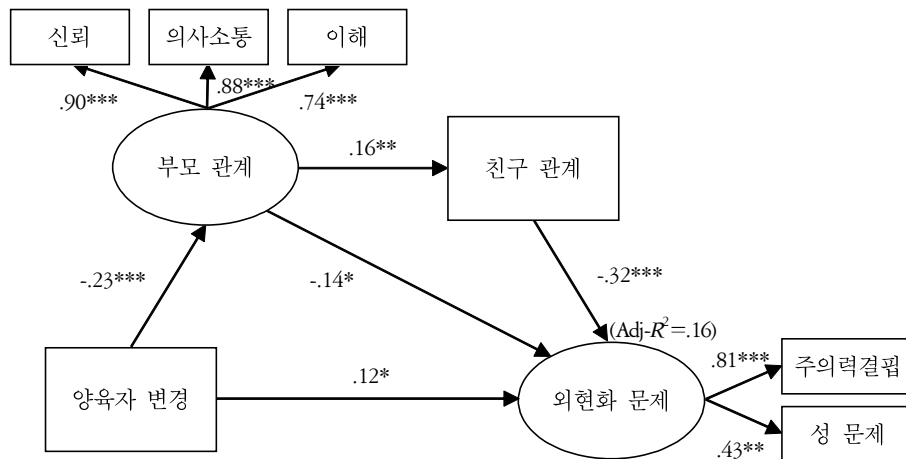 신뢰
의사소통
이해
.90***
.88***
.74***
부모 관계
.16**
친구 관계
-.23***
-.14*
-.32***
(Adj-R²=.16)
양육자 변경
.12*
외현화 문제
.81***
주의력결핍
.43**
성 문제